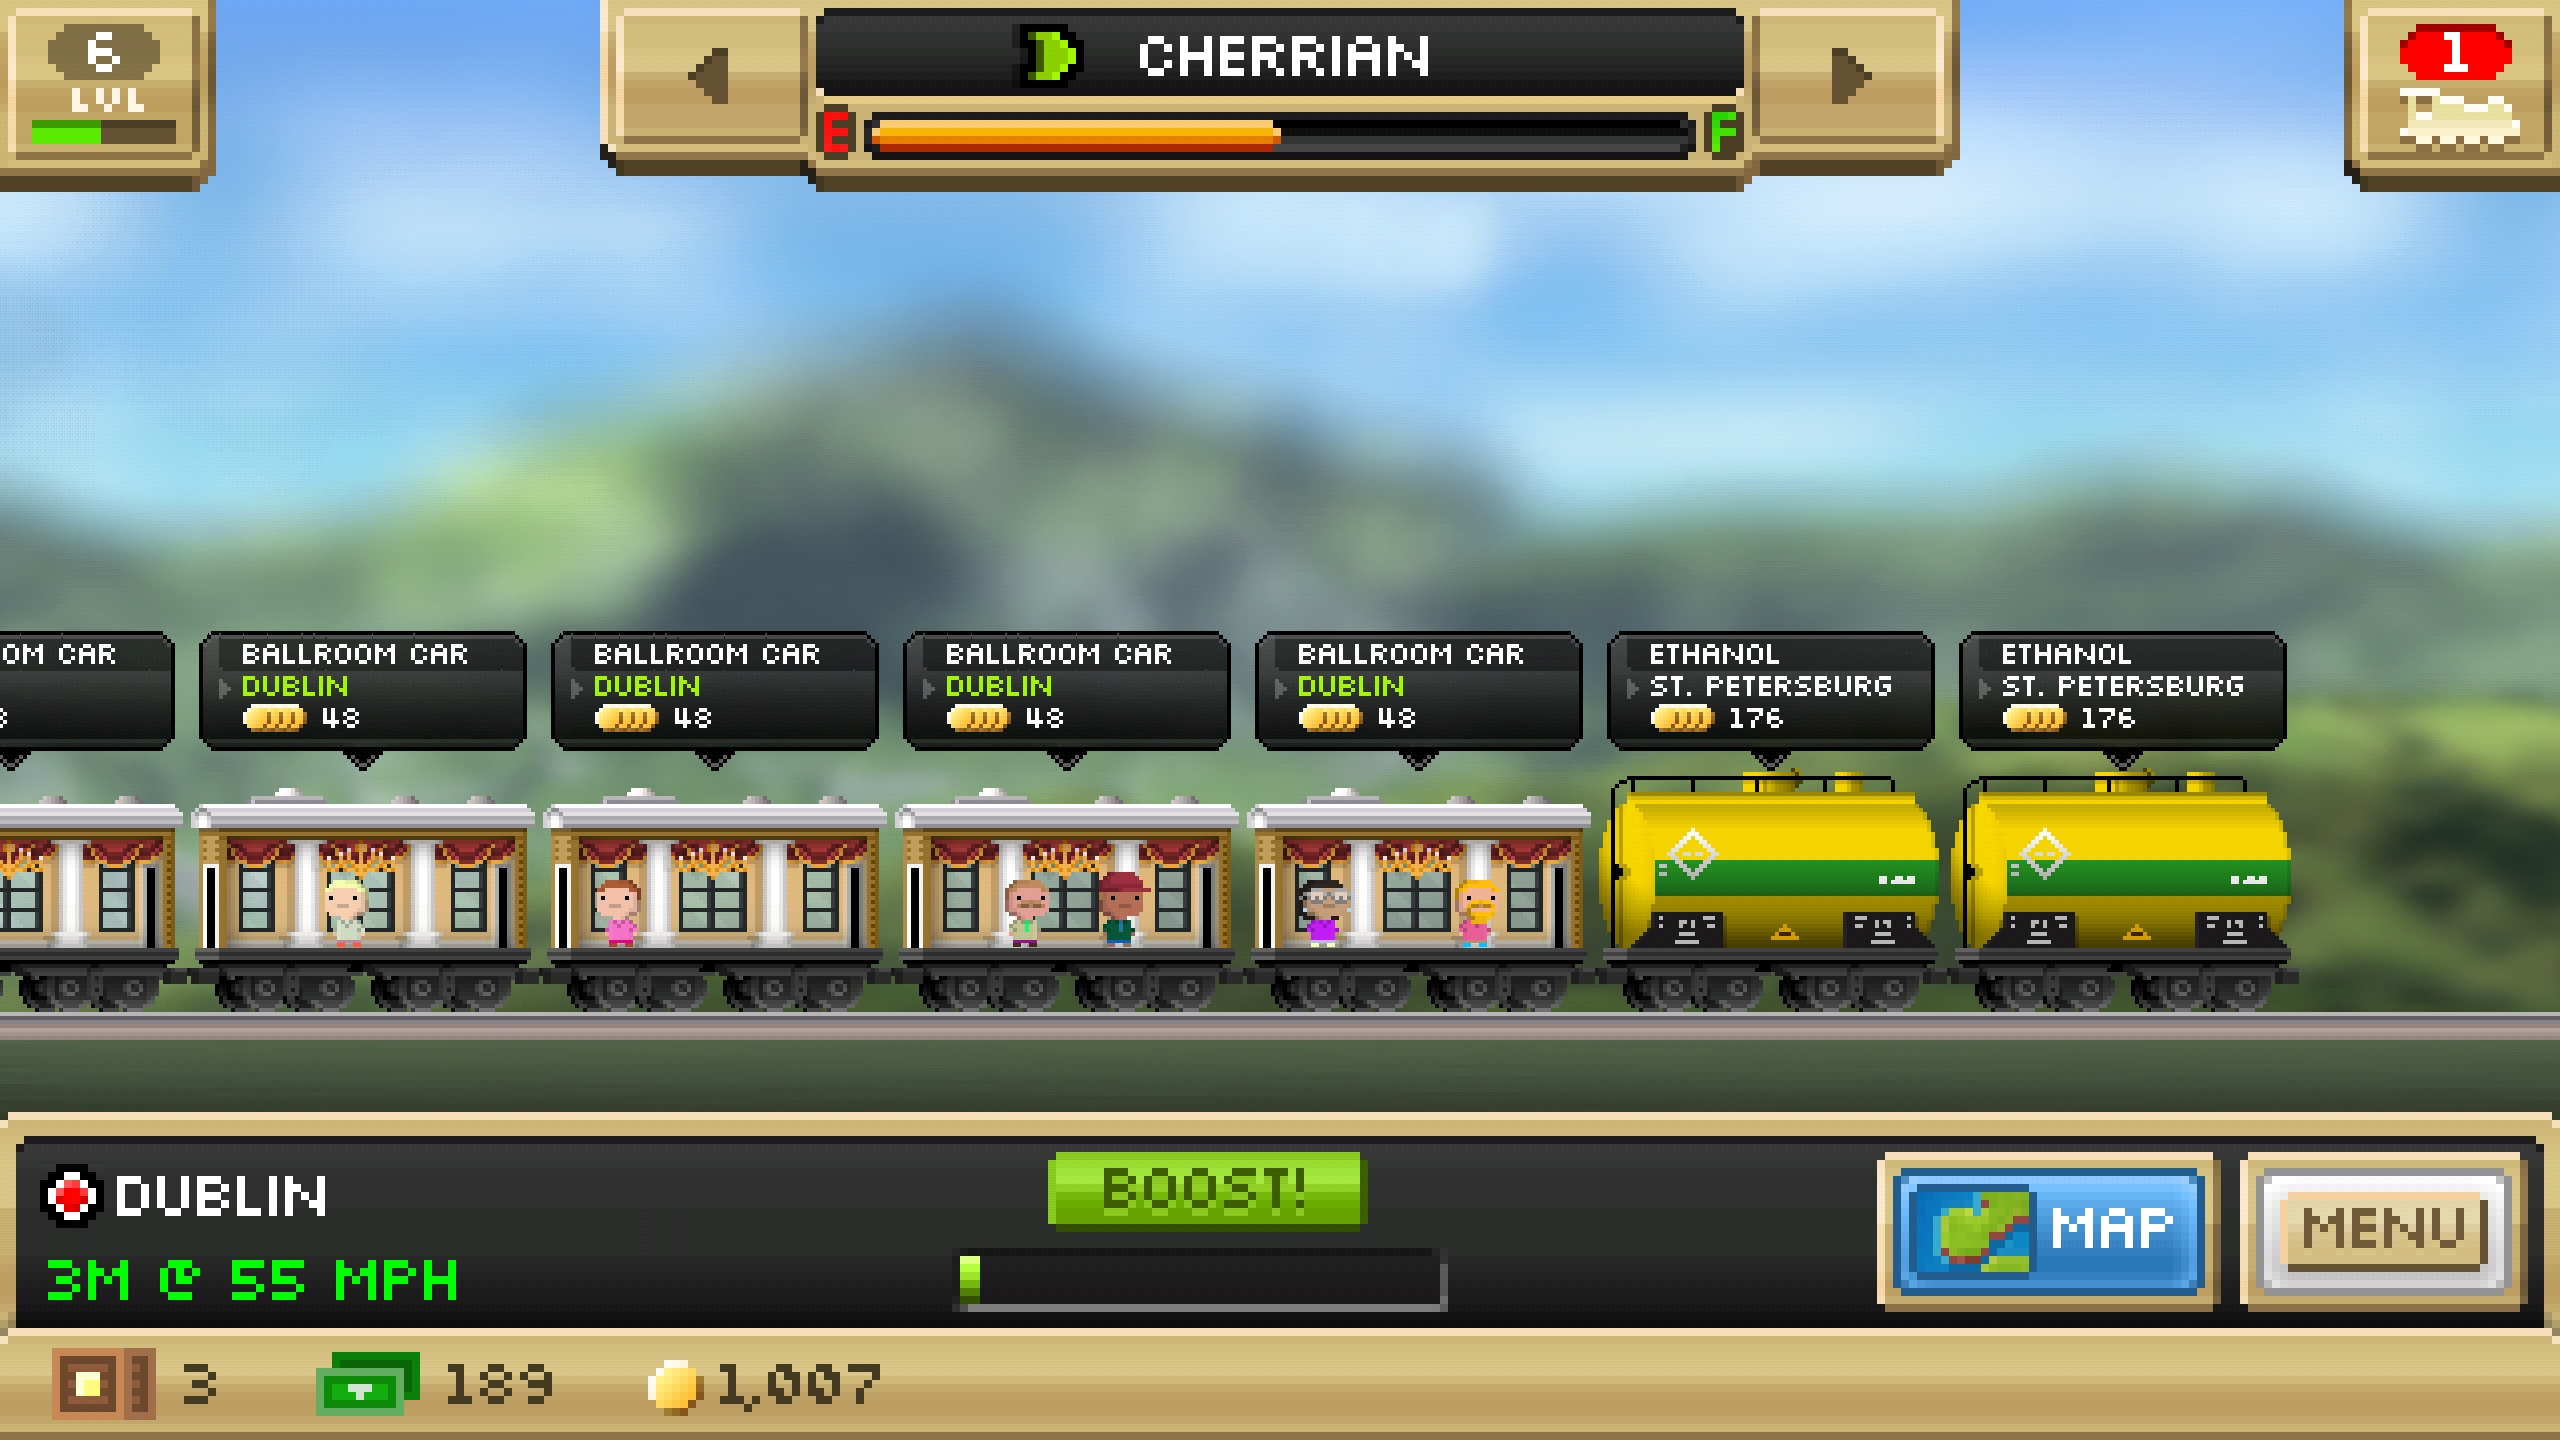 6
LVL
CHERRIAN
E
F
1
OM CAR
BALLROOM CAR
DUBLIN
48
BALLROOM CAR
DUBLIN
48
BALLROOM CAR
DUBLIN
48
BALLROOM CAR
DUBLIN
48
ETHANOL
ST. PETERSBURG
176
ETHANOL
ST. PETERSBURG
176
DUBLIN
3M @ 55 MPH
BOOST!
MAP
MENU
3
189
1,007